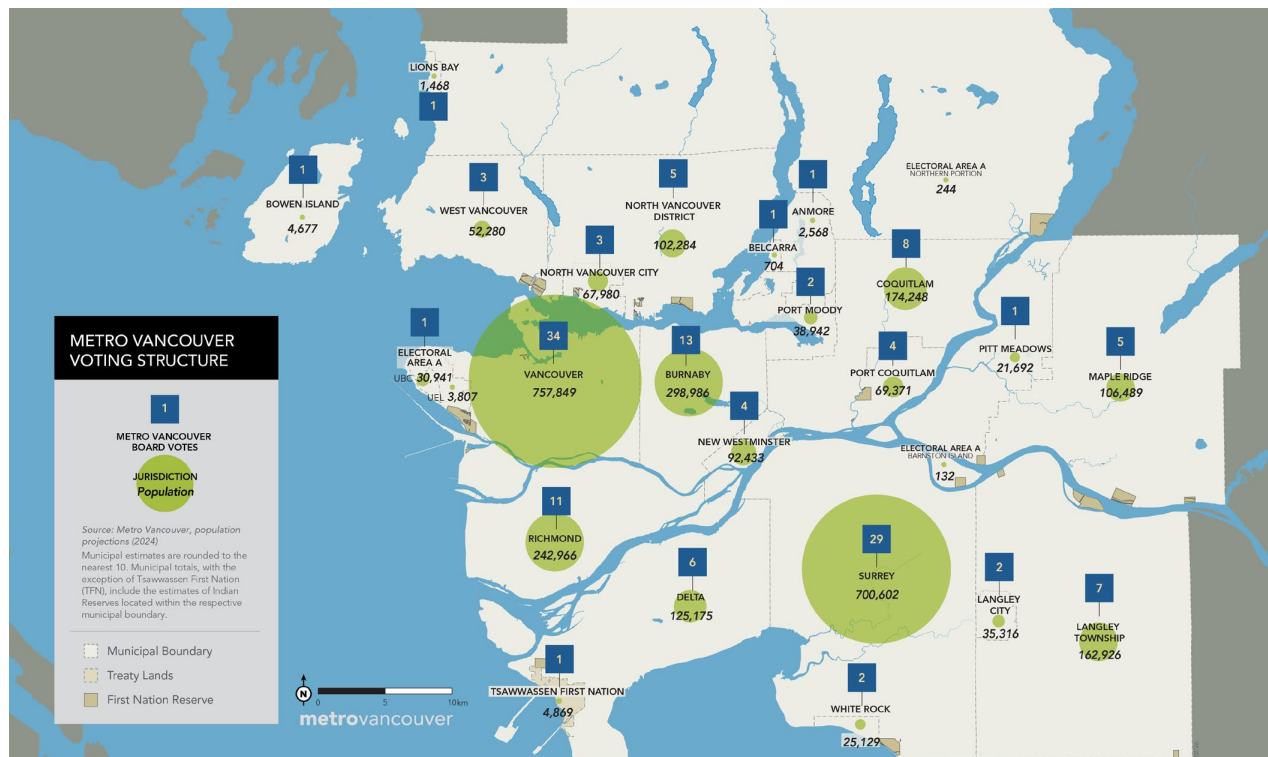 LIONS BAY
1,468
1
1
BOWEN ISLAND
4,677
3
WEST VANCOUVER
52,280
5
NORTH VANCOUVER
DISTRICT
102,284
3
NORTH VANCOUVER CITY
67,980
1
BELCARRA
704
1
ANMORE
2,568
ELECTORAL AREA A
NORTHERN PORTION
244
8
COQUITLAM
174,248
2
PORT MOODY
38,942
1
ELECTORAL
AREA A
UBC 30,941
UEL 3,807
34
VANCOUVER
757,849
13
BURNABY
298,986
4
PORT COQUITLAM
69,371
1
PITT MEADOWS
21,692
5
MAPLE RIDGE
106,489
4
NEW WESTMINSTER
92,433
ELECTORAL AREA A
BARNSTON ISLAND
132
11
RICHMOND
242,966
6
DELTA
125,175
29
SURREY
700,602
2
LANGLEY
CITY
35,316
7
LANGLEY
TOWNSHIP
162,926
1
TSAWWASSEN FIRST NATION
4,869
2
WHITE ROCK
25,129
METRO VANCOUVER
VOTING STRUCTURE
1
METRO VANCOUVER
BOARD VOTES
JURISDICTION
Population
Source: Metro Vancouver, population
projections (2024)
Municipal estimates are rounded to the
nearest 10. Municipal totals, with the
exception of Tsawwassen First Nation
(TFN), include the estimates of Indian
Reserves located within the respective
municipal boundary.
Municipal Boundary
Treaty Lands
First Nation Reserve
N
0 5 10km
metrovancouver